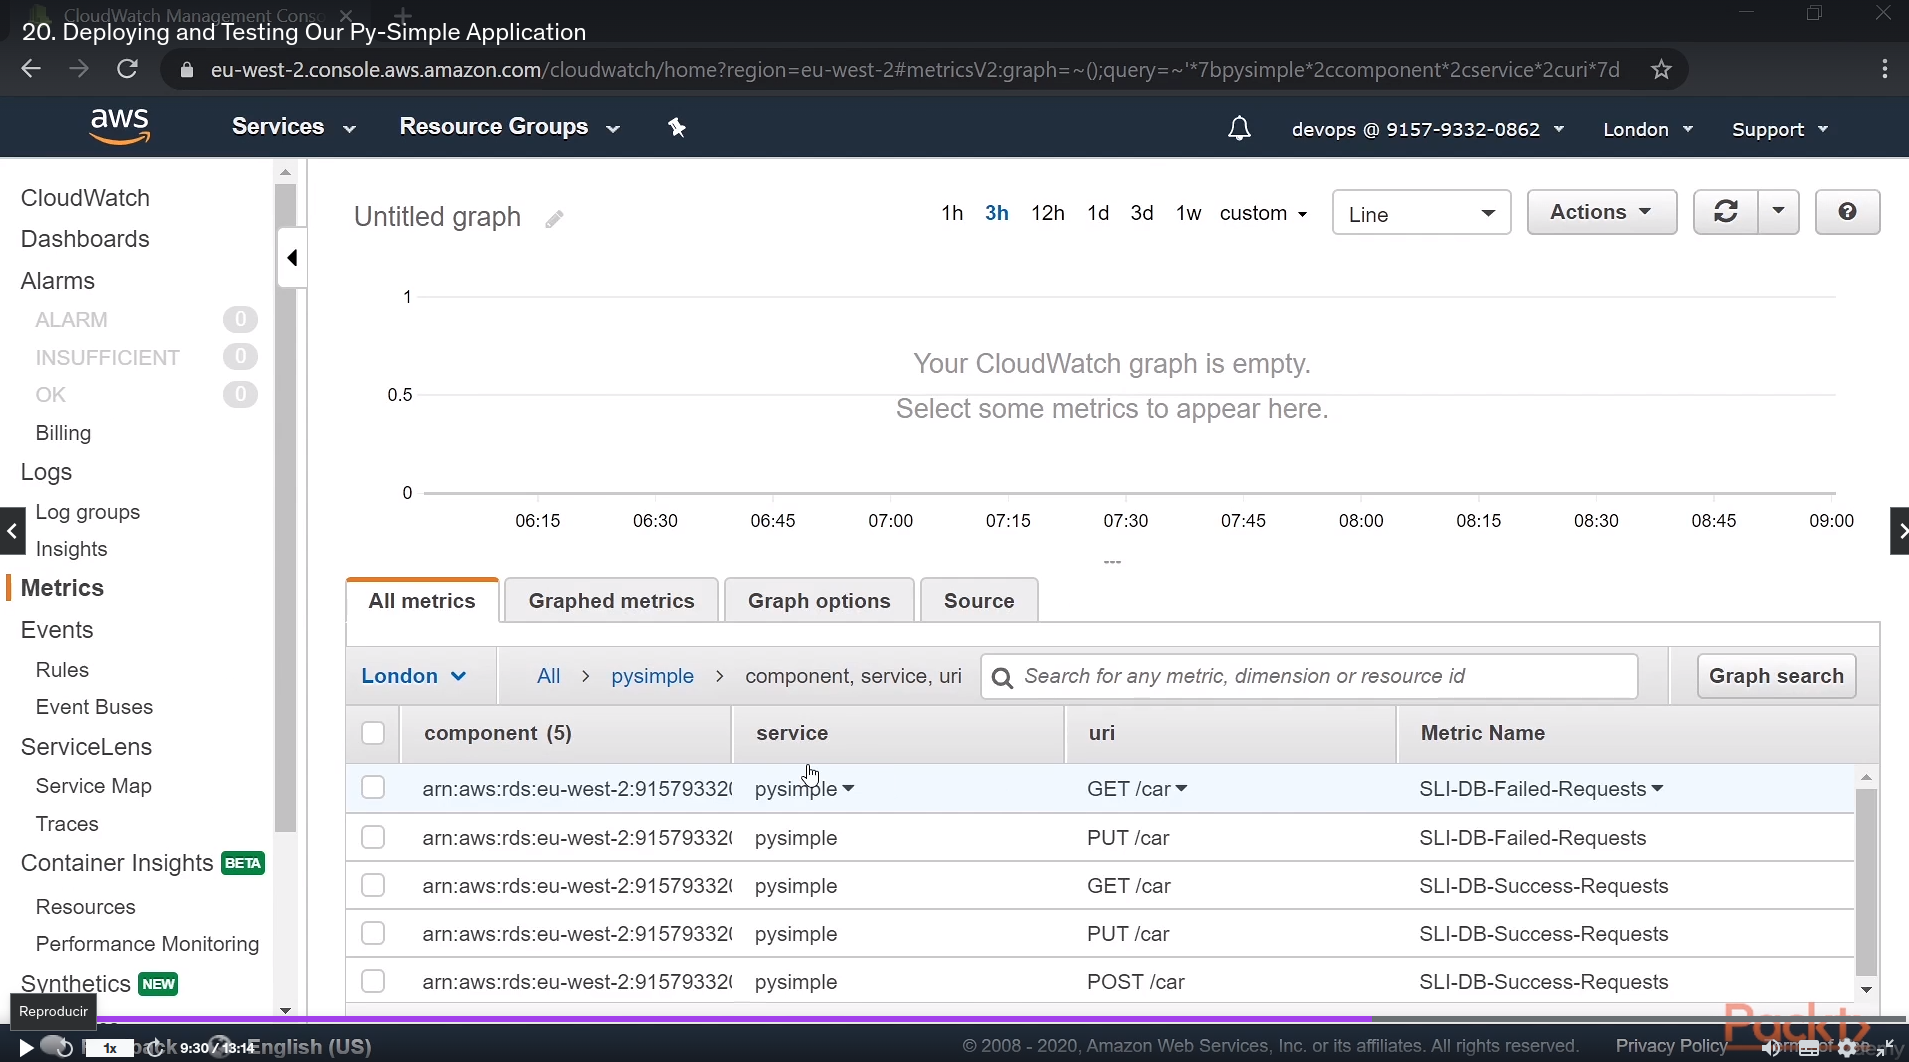 CloudWatch Management Conso
20. Deploying and Testing Our Py-Simple Application
eu-west-2.console.aws.amazon.com/cloudwatch/home?region=eu-west-2#metricsV2:graph=~();query=~'*7bpysimple*2ccomponent*2cservice*2curi*7d
aws Services Resource Groups devops @ 9157-9332-0862 London Support
CloudWatch
Dashboards
Alarms
ALARM 0
INSUFFICIENT 0
OK 0
Billing
Logs
Log groups
Insights
Metrics
Events
Rules
Event Buses
ServiceLens
Service Map
Traces
Container Insights BETA
Resources
Performance Monitoring
Synthetics NEW
Untitled graph
1h 3h 12h 1d 3d 1w custom Line Actions
1
0.5
0
Your CloudWatch graph is empty.
Select some metrics to appear here.
06:15 06:30 06:45 07:00 07:15 07:30 07:45 08:00 08:15 08:30 08:45 09:00
All metrics Graphed metrics Graph options Source
London All > pysimple > component, service, uri Search for any metric, dimension or resource id Graph search
component (5) service uri Metric Name
arn:aws:rds:eu-west-2:91579332 pysimple GET /car SLI-DB-Failed-Requests
arn:aws:rds:eu-west-2:91579332 pysimple PUT /car SLI-DB-Failed-Requests
arn:aws:rds:eu-west-2:91579332 pysimple GET /car SLI-DB-Success-Requests
arn:aws:rds:eu-west-2:91579332 pysimple PUT /car SLI-DB-Success-Requests
arn:aws:rds:eu-west-2:91579332 pysimple POST /car SLI-DB-Success-Requests
Reproducir
Packt>
1x 9:30 / 13:14 English (US) © 2008 - 2020, Amazon Web Services, Inc. or its affiliates. All rights reserved. Privacy Policy